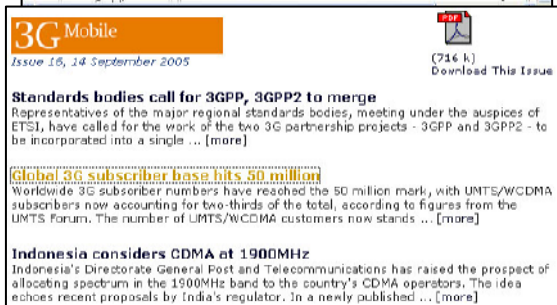 3G Mobile
Issue 16, 14 September 2005
PDF
(716 k)
Download This Issue
Standards bodies call for 3GPP, 3GPP2 to merge
Representatives of the major regional standards bodies, meeting under the auspices of
ETSI, have called for the work of the two 3G partnership projects - 3GPP and 3GPP2 - to
be incorporated into a single ... [more]
Global 3G subscriber base hits 50 million
Worldwide 3G subscriber numbers have reached the 50 million mark, with UMTS/WCDMA
subscribers now accounting for two-thirds of the total, according to figures from the
UMTS Forum. The number of UMTS/WCDMA customers now stands ... [more]
Indonesia considers CDMA at 1900MHz
Indonesia's Directorate General Post and Telecommunications has raised the prospect of
allocating spectrum in the 1900MHz band to the country's CDMA operators. The idea
echoes recent proposals by India's regulator. In a newly published ... [more]